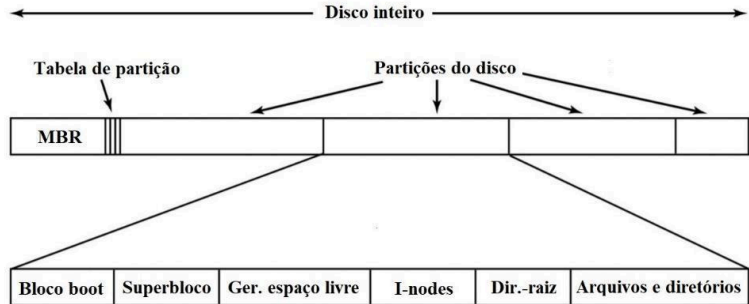 Disco inteiro
Tabela de partição
Partições do disco
MBR
Bloco boot Superbloco Ger. espaço livre I-nodes Dir.-raiz Arquivos e diretórios